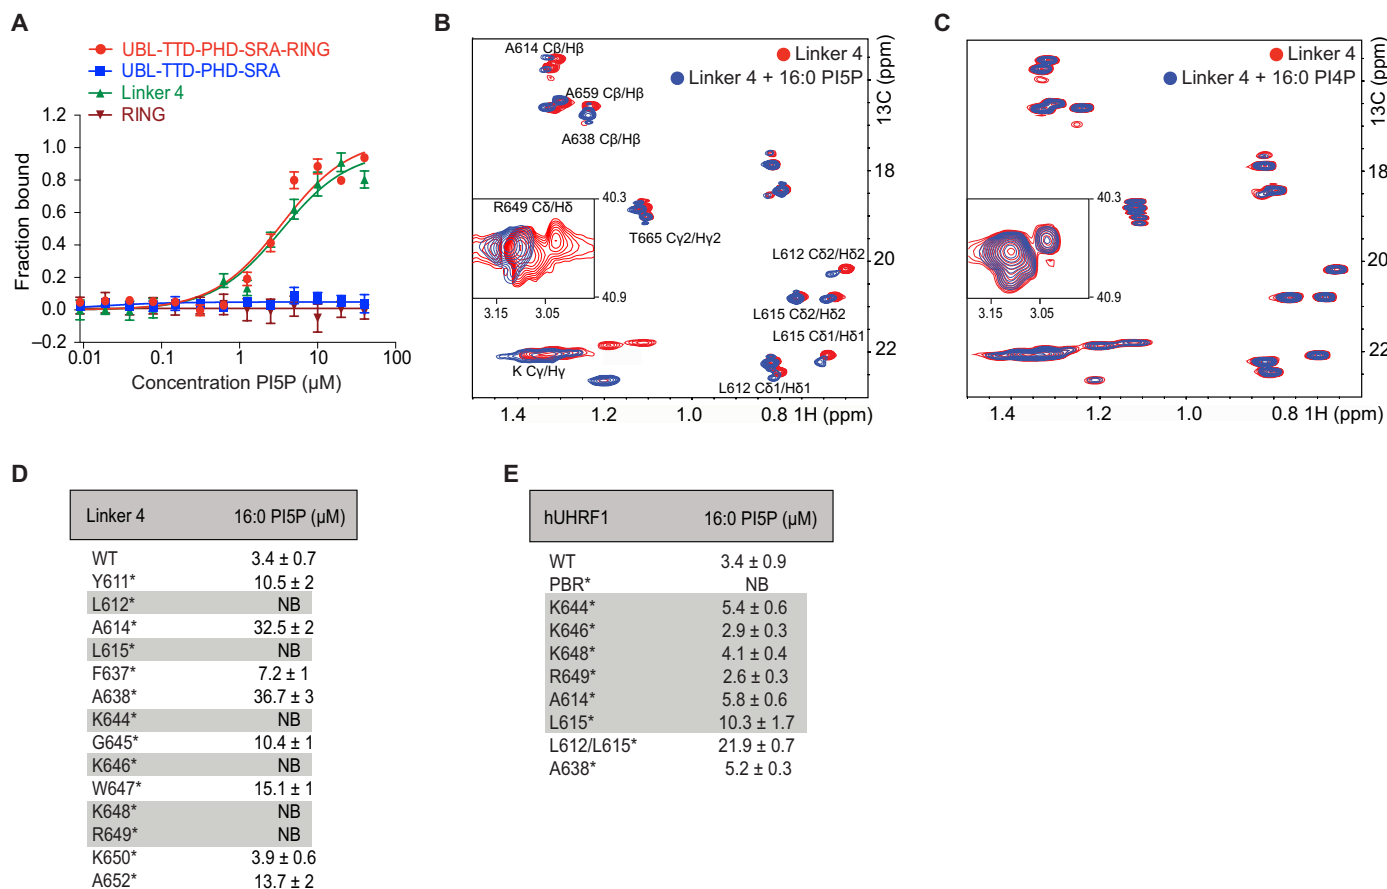 A
UBL-TTD-PHD-SRA-RING
UBL-TTD-PHD-SRA
Linker 4
RING
Fraction bound
1.2
1.0
0.8
0.6
0.4
0.2
0.0
–0.2
0.01
0.1
1
10
100
Concentration PI5P (µM)
B
Linker 4
Linker 4 + 16:0 PI5P
A614 Cβ/Hβ
A659 Cβ/Hβ
A638 Cβ/Hβ
R649 Cδ/Hδ
40.3
40.9
3.15
3.05
T665 Cγ2/Hγ2
L612 Cδ2/Hδ2
L615 Cδ2/Hδ2
L615 Cδ1/Hδ1
L612 Cδ1/Hδ1
K Cγ/Hγ
13C (ppm)
18
20
22
1.4
1.2
1.0
0.8 1H (ppm)
C
Linker 4
Linker 4 + 16:0 PI4P
40.3
40.9
3.15
3.05
13C (ppm)
18
20
22
1.4
1.2
1.0
0.8 1H (ppm)
D
Linker 4 16:0 PI5P (µM)
WT 3.4 ± 0.7
Y611* 10.5 ± 2
L612* NB
A614* 32.5 ± 2
L615* NB
F637* 7.2 ± 1
A638* 36.7 ± 3
K644* NB
G645* 10.4 ± 1
K646* NB
W647* 15.1 ± 1
K648* NB
R649* NB
K650* 3.9 ± 0.6
A652* 13.7 ± 2
E
hUHRF1 16:0 PI5P (µM)
WT 3.4 ± 0.9
PBR* NB
K644* 5.4 ± 0.6
K646* 2.9 ± 0.3
K648* 4.1 ± 0.4
R649* 2.6 ± 0.3
A614* 5.8 ± 0.6
L615* 10.3 ± 1.7
L612/L615* 21.9 ± 0.7
A638* 5.2 ± 0.3